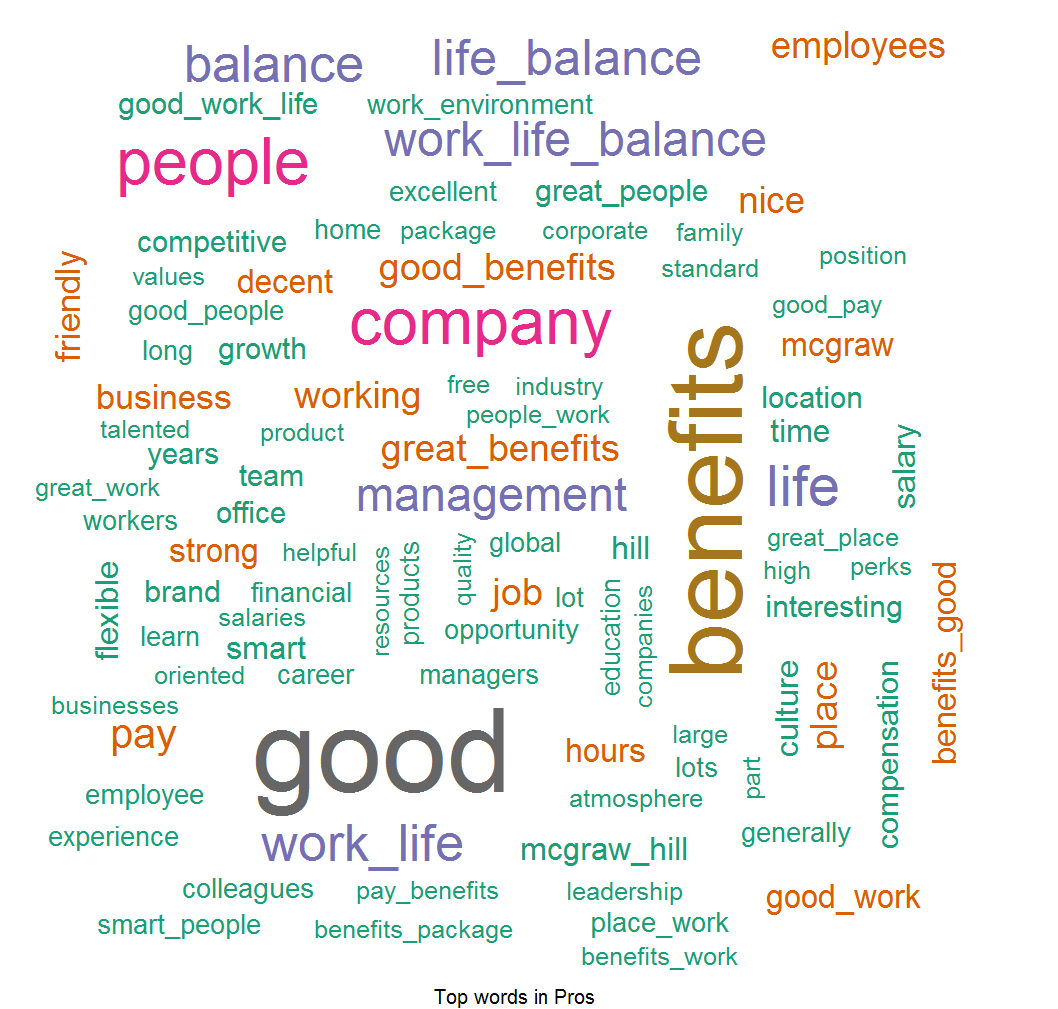 balance life_balance employees
good_work_life work_environment
people work_life_balance
excellent great_people nice
competitive home package corporate family
friendly values decent good_benefits standard position
good_people company good_pay
long growth mcgraw
business working free industry benefits location
talented product people_work time
years great_benefits salary
great_work team management life
workers office
strong helpful global hill great_place
resources products quality high perks
flexible brand financial job lot education companies interesting benefits_good
salaries
learn smart opportunity
oriented career managers culture place compensation
businesses
pay good hours large
lots
employee atmosphere part
experience work_life mcgraw_hill generally
colleagues pay_benefits leadership good_work
smart_people benefits_package place_work
benefits_work
Top words in Pros